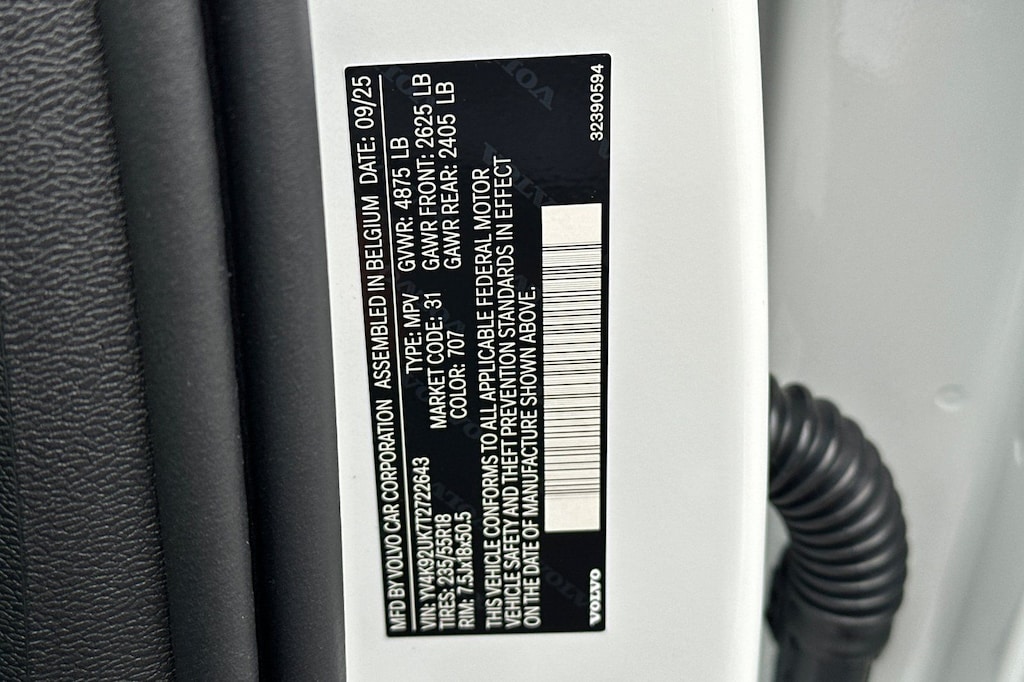 MFD BY VOLVO CAR CORPORATION ASSEMBLED IN BELGIUM DATE: 09/25
VIN: YV4K92UK7T2722643 TYPE: MPV GVWR: 4875 LB
TIRES: 235/55R18 MARKET CODE: 31 GAWR FRONT: 2625 LB
RIM: 7.5Jx18x50.5 COLOR: 707 GAWR REAR: 2405 LB
THIS VEHICLE CONFORMS TO ALL APPLICABLE FEDERAL MOTOR
VEHICLE SAFETY AND THEFT PREVENTION STANDARDS IN EFFECT
ON THE DATE OF MANUFACTURE SHOWN ABOVE.
VOLVO 32390594